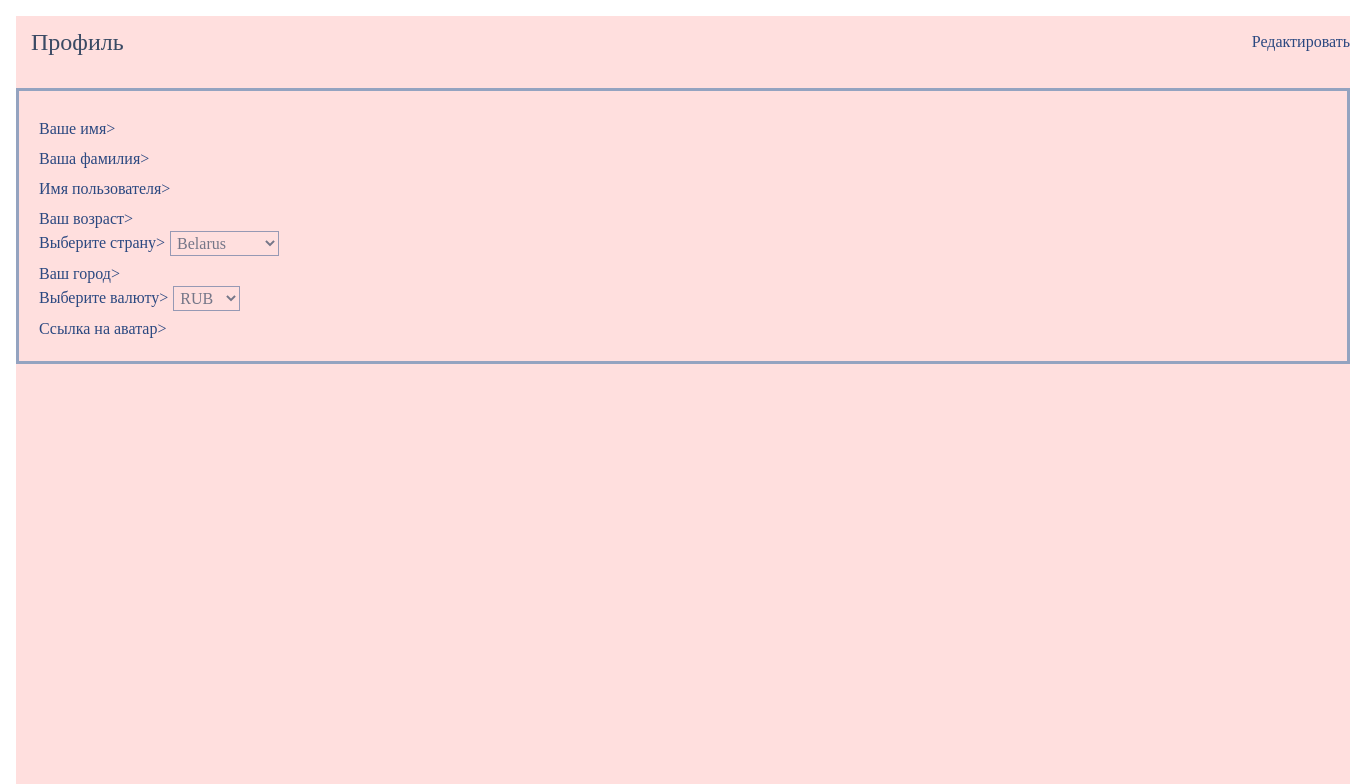 Профиль
Редактировать
Ваше имя>
Ваша фамилия>
Имя пользователя>
Ваш возраст>
Выберите страну> Belarus
Ваш город>
Выберите валюту> RUB
Ссылка на аватар>